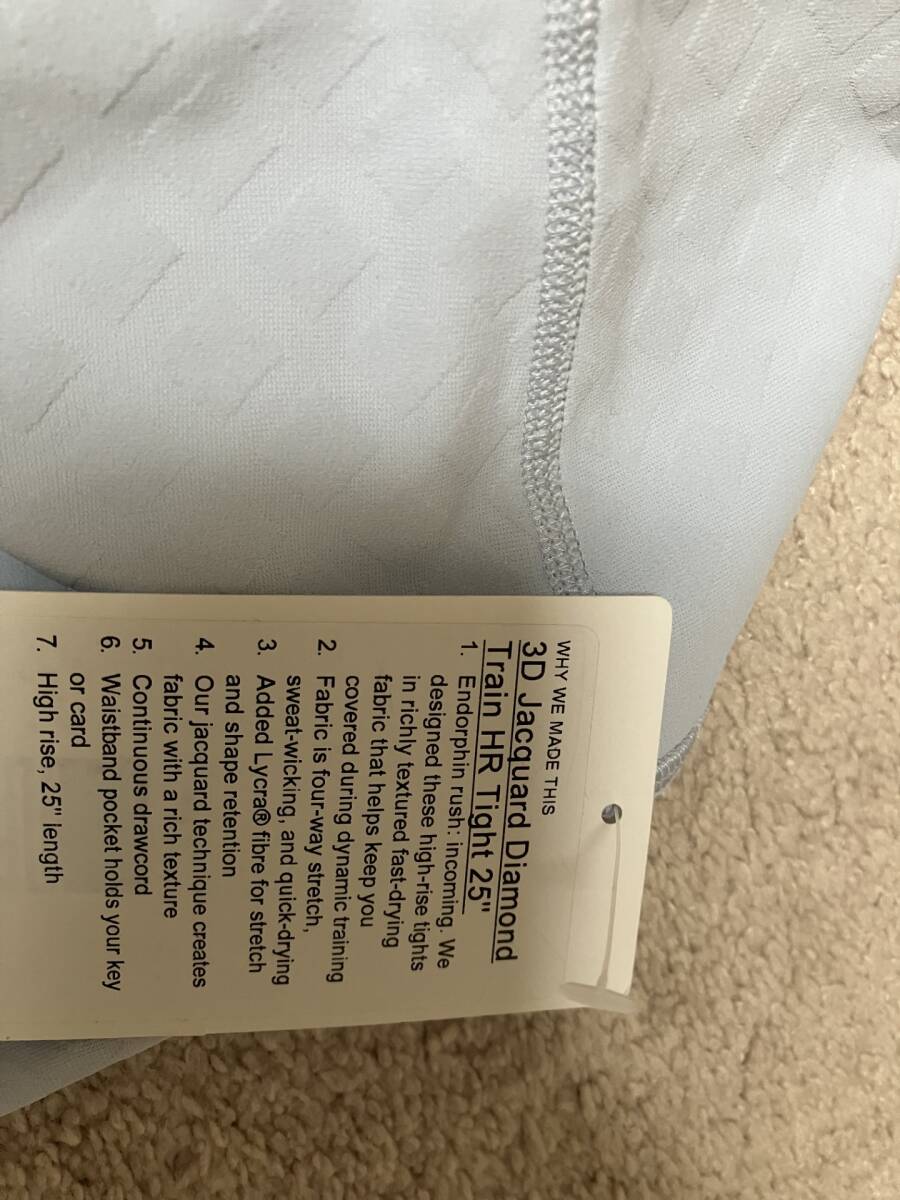 WHY WE MADE THIS
3D Jacquard Diamond
Train HR Tight 25"
1. Endorphin rush: incoming. We
designed these high-rise tights
in richly textured fast-drying
fabric that helps keep you
covered during dynamic training
2. Fabric is four-way stretch,
sweat-wicking, and quick-drying
3. Added Lycra® fibre for stretch
and shape retention
4. Our jacquard technique creates
fabric with a rich texture
5. Continuous drawcord
6. Waistband pocket holds your key
or card
7. High rise, 25" length